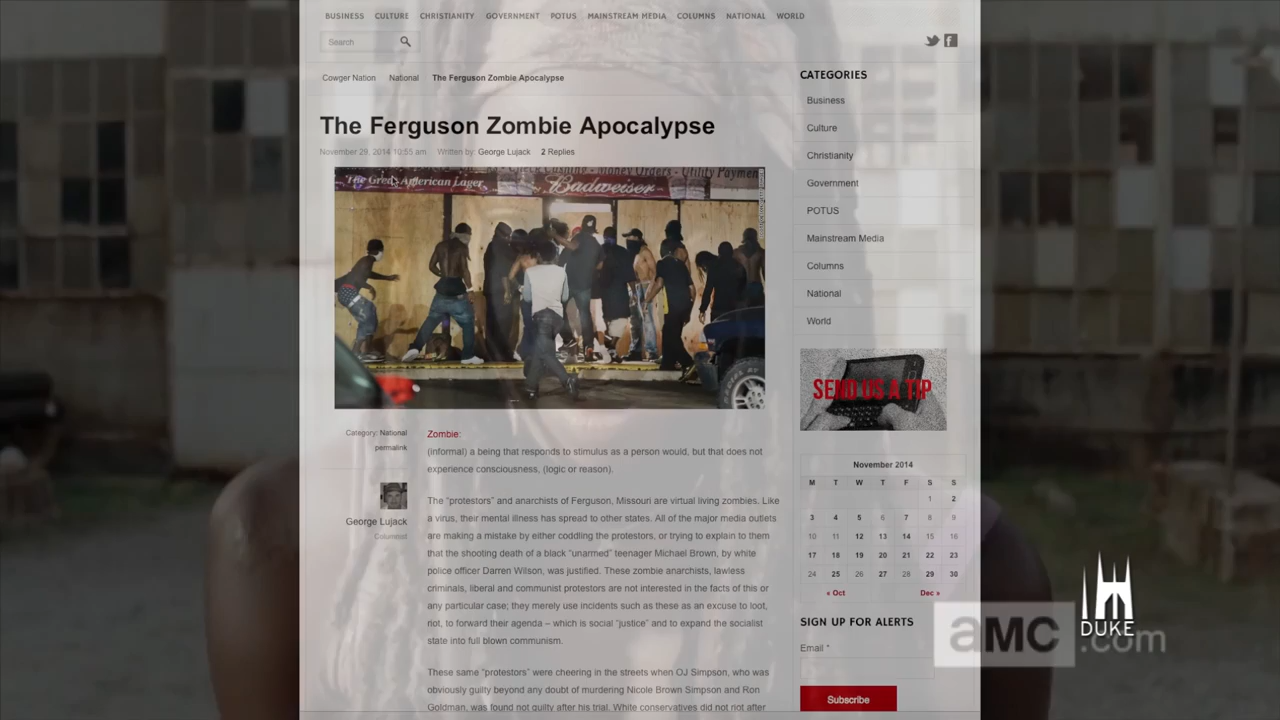 BUSINESS CULTURE CHRISTIANITY GOVERNMENT POTUS MAINSTREAM MEDIA COLUMNS NATIONAL WORLD
Search
Cowger Nation National The Ferguson Zombie Apocalypse
The Ferguson Zombie Apocalypse
November 29, 2014 10:55 am Written by: George Lujack 2 Replies
Check Cashing - Money Orders - Utility Paymen
The Great American Lager Budweiser
Category: National
permalink
George Lujack
Columnist
Zombie:
(informal) a being that responds to stimulus as a person would, but that does not
experience consciousness, (logic or reason).
The “protestors” and anarchists of Ferguson, Missouri are virtual living zombies. Like
a virus, their mental illness has spread to other states. All of the major media outlets
are making a mistake by either coddling the protestors, or trying to explain to them
that the shooting death of a black “unarmed” teenager Michael Brown, by white
police officer Darren Wilson, was justified. These zombie anarchists, lawless
criminals, liberal and communist protestors are not interested in the facts of this or
any particular case; they merely use incidents such as these as an excuse to loot,
riot, to forward their agenda – which is social “justice” and to expand the socialist
state into full blown communism.
These same “protestors” were cheering in the streets when OJ Simpson, who was
obviously guilty beyond any doubt of murdering Nicole Brown Simpson and Ron
Goldman, was found not guilty after his trial. White conservatives did not riot after
CATEGORIES
Business
Culture
Christianity
Government
POTUS
Mainstream Media
Columns
National
World
SEND US A TIP
November 2014
M T W T F S S
1 2
3 4 5 6 7 8 9
10 11 12 13 14 15 16
17 18 19 20 21 22 23
24 25 26 27 28 29 30
« Oct Dec »
SIGN UP FOR ALERTS
Email *
Subscribe
aMC.com
DUKE